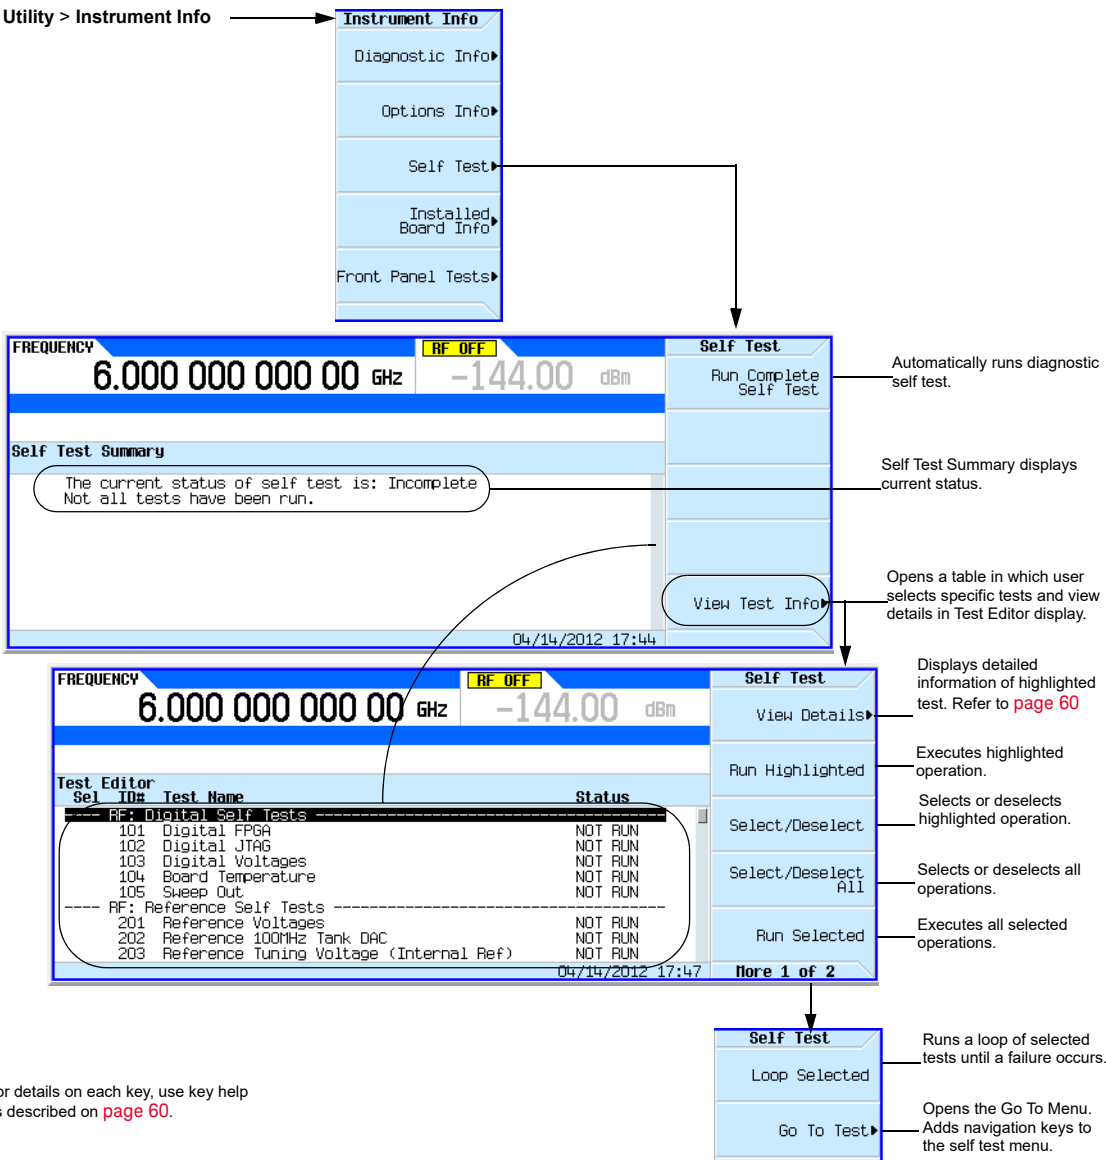 Utility > Instrument Info
Instrument Info
Diagnostic Info
Options Info
Self Test
Installed
Board Info
Front Panel Tests
FREQUENCY
6.000 000 000 00 GHz
RF OFF
-144.00 dBm
Self Test Summary
The current status of self test is: Incomplete
Not all tests have been run.
04/14/2012 17:44
Self Test
Run Complete
Self Test
View Test Info
Automatically runs diagnostic
self test.
Self Test Summary displays
current status.
Opens a table in which user
selects specific tests and view
details in Test Editor display.
FREQUENCY
6.000 000 000 00 GHz
RF OFF
-144.00 dBm
Test Editor
Sel ID# Test Name Status
---- RF: Digital Self Tests ----
101 Digital FPGA NOT RUN
102 Digital JTAG NOT RUN
103 Digital Voltages NOT RUN
104 Board Temperature NOT RUN
105 Sweep Out NOT RUN
---- RF: Reference Self Tests ----
201 Reference Voltages NOT RUN
202 Reference 100MHz Tank DAC NOT RUN
203 Reference Tuning Voltage (Internal Ref) NOT RUN
04/14/2012 17:47
Self Test
View Details
Run Highlighted
Select/Deselect
Select/Deselect
All
Run Selected
More 1 of 2
Displays detailed
information of highlighted
test. Refer to page 60
Executes highlighted
operation.
Selects or deselects
highlighted operation.
Selects or deselects all
operations.
Executes all selected
operations.
Self Test
Loop Selected
Go To Test
Runs a loop of selected
tests until a failure occurs.
Opens the Go To Menu.
Adds navigation keys to
the self test menu.
or details on each key, use key help
s described on page 60.